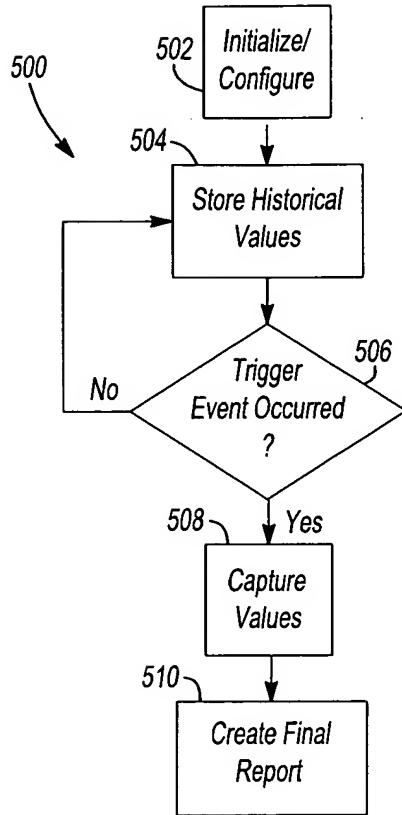 500
502
Initialize/
Configure
504
Store Historical
Values
506
Trigger
Event Occurred
?
No
Yes
508
Capture
Values
510
Create Final
Report